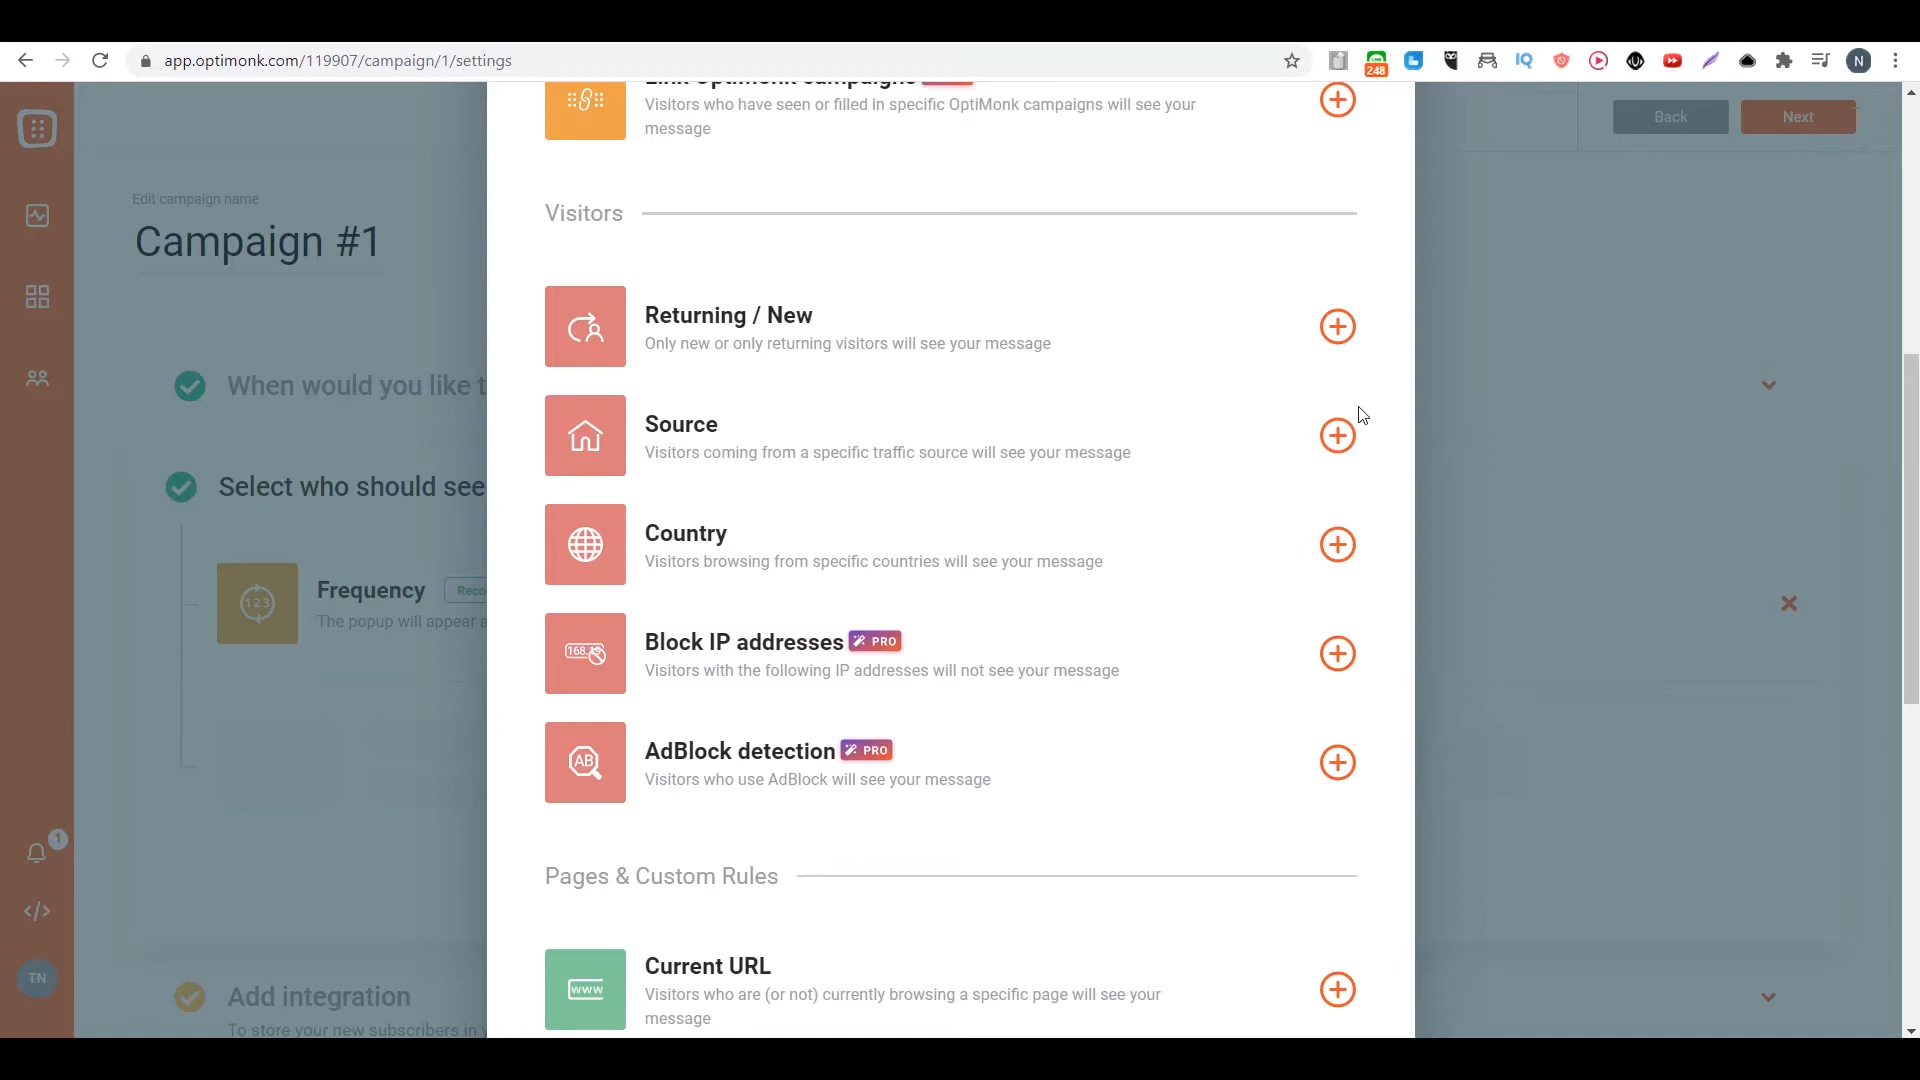 app.optimonk.com/119907/campaign/1/settings
248
N
Link Optimonk campaigns
Visitors who have seen or filled in specific OptiMonk campaigns will see your
message
Back
Next
Edit campaign name
Campaign #1
Visitors
Returning / New
Only new or only returning visitors will see your message
When would you like t
Source
Visitors coming from a specific traffic source will see your message
Select who should see
Country
Visitors browsing from specific countries will see your message
123
Frequency
Reco
The popup will appear a
168.19
Block IP addresses
PRO
Visitors with the following IP addresses will not see your message
AB
AdBlock detection
PRO
Visitors who use AdBlock will see your message
1
Pages & Custom Rules
www
Current URL
Visitors who are (or not) currently browsing a specific page will see your
message
TN
Add integration
To store your new subscribers in y